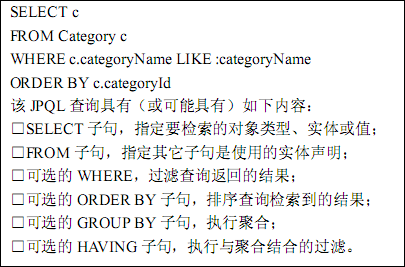 SELECT c
FROM Category c
WHERE c.categoryName LIKE :categoryName
ORDER BY c.categoryId
该 JPQL 查询具有（或可能具有）如下内容：
□SELECT 子句，指定要检索的对象类型、实体或值；
□FROM 子句，指定其它子句是使用的实体声明；
□可选的 WHERE，过滤查询返回的结果；
□可选的 ORDER BY 子句，排序查询检索到的结果；
□可选的 GROUP BY 子句，执行聚合；
□可选的 HAVING 子句，执行与聚合结合的过滤。